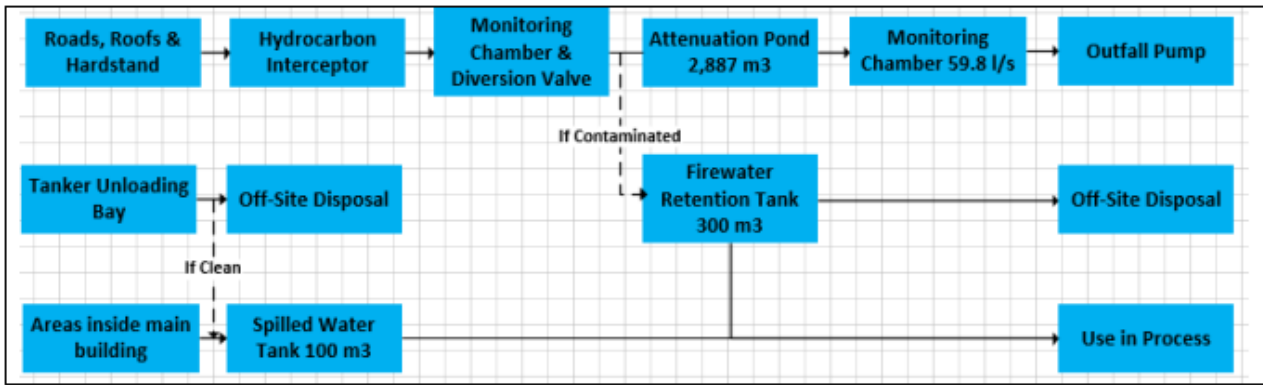 Roads, Roofs &
Hardstand
Hydrocarbon
Interceptor
Monitoring
Chamber &
Diversion Valve
Attenuation Pond
2,887 m3
Monitoring
Chamber 59.8 l/s
Outfall Pump
If Contaminated
Tanker Unloading
Bay
Off-Site Disposal
Firewater
Retention Tank
300 m3
Off-Site Disposal
If Clean
Areas inside main
building
Spilled Water
Tank 100 m3
Use in Process